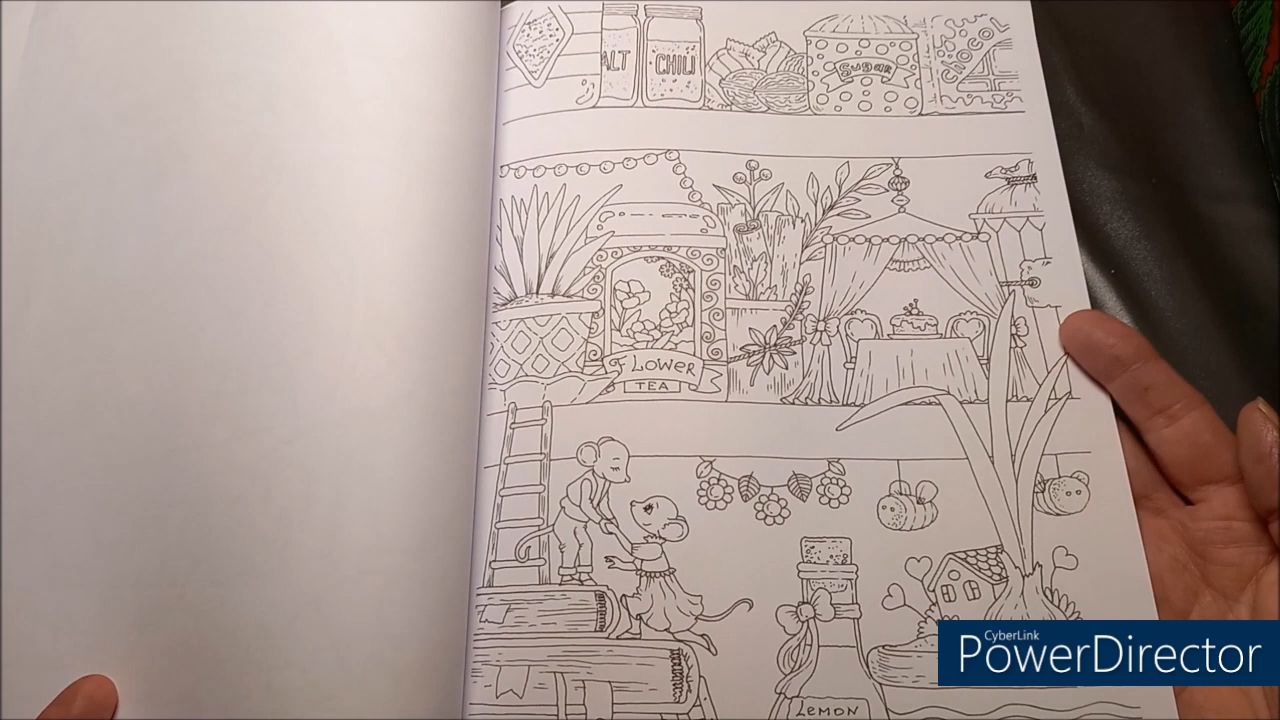 ALT
CHILI
Sugar
CHOCOL
FLOWER
TEA
LEMON
CyberLink
PowerDirector